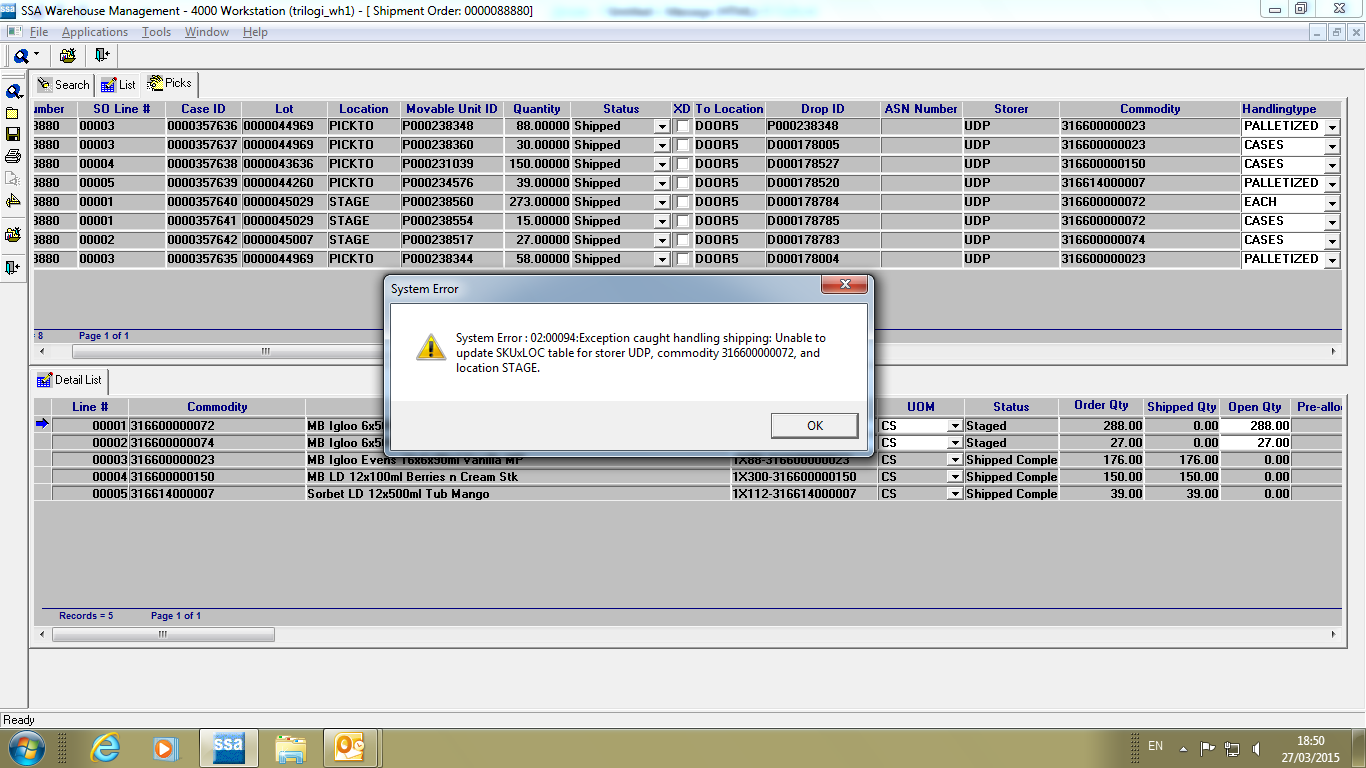 SSA Warehouse Management - 4000 Workstation (trilogi_wh1) - [ Shipment Order: 0000088880]
File Applications Tools Window Help
Search List Picks
umber SO Line # Case ID Lot Location Movable Unit ID Quantity Status XD To Location Drop ID ASN Number Storer Commodity Handlingtype
8880 00003 0000357636 0000044969 PICKTO P000238348 88.00000 Shipped DOOR5 P000238348 UDP 316600000023 PALLETIZED
8880 00003 0000357637 0000044969 PICKTO P000238360 30.00000 Shipped DOOR5 D000178005 UDP 316600000023 CASES
8880 00004 0000357638 0000043636 PICKTO P000231039 150.00000 Shipped DOOR5 D000178527 UDP 316600000150 CASES
8880 00005 0000357639 0000044260 PICKTO P000234576 39.00000 Shipped DOOR5 D000178520 UDP 316614000007 PALLETIZED
8880 00001 0000357640 0000045029 STAGE P000238560 273.00000 Shipped DOOR5 D000178784 UDP 316600000072 EACH
8880 00001 0000357641 0000045029 STAGE P000238554 15.00000 Shipped DOOR5 D000178785 UDP 316600000072 CASES
8880 00002 0000357642 0000045007 STAGE P000238517 27.00000 Shipped DOOR5 D000178783 UDP 316600000074 CASES
8880 00003 0000357635 0000044969 PICKTO P000238344 58.00000 Shipped DOOR5 D000178004 UDP 316600000023 PALLETIZED
= 8 Page 1 of 1
System Error
System Error : 02:00094:Exception caught handling shipping: Unable to
update SKUxLOC table for storer UDP, commodity 316600000072, and
location STAGE.
OK
Detail List
Line # Commodity UOM Status Order Qty Shipped Qty Open Qty Pre-alloc
00001 316600000072 MB Igloo 6x5 CS Staged 288.00 0.00 288.00
00002 316600000074 MB Igloo 6x5 CS Staged 27.00 0.00 27.00
00003 316600000023 MB Igloo Evens 16x6x90ml Vanilla MP 1X88-316600000023 CS Shipped Comple 176.00 176.00 0.00
00004 316600000150 MB LD 12x100ml Berries n Cream Stk 1X300-316600000150 CS Shipped Comple 150.00 150.00 0.00
00005 316614000007 Sorbet LD 12x500ml Tub Mango 1X112-316614000007 CS Shipped Comple 39.00 39.00 0.00
Records = 5 Page 1 of 1
Ready
ssa
EN
18:50
27/03/2015